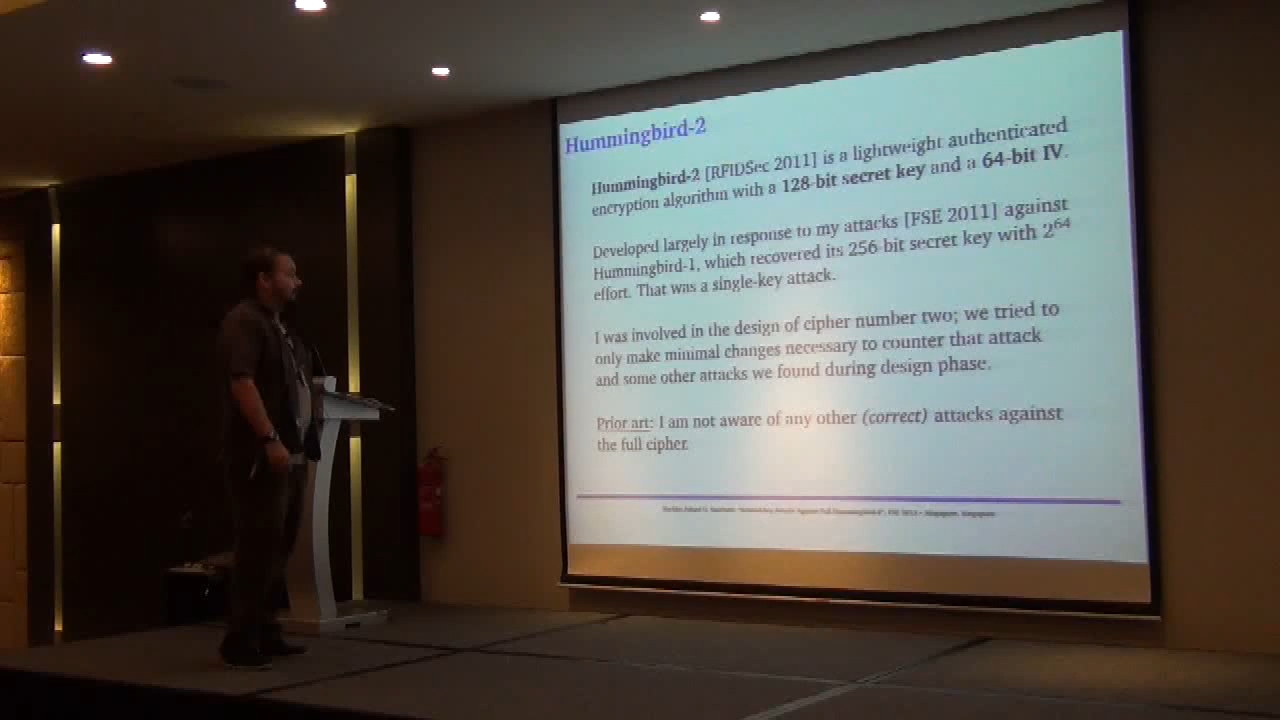 Hummingbird-2
Hummingbird-2 [RFIDSec 2011] is a lightweight authenticated
encryption algorithm with a 128-bit secret key and a 64-bit IV.
Developed largely in response to my attacks [FSE 2011] against
Hummingbird-1, which recovered its 256-bit secret key with 2⁶⁴
effort. That was a single-key attack.
I was involved in the design of cipher number two; we tried to
only make minimal changes necessary to counter that attack
and some other attacks we found during design phase.
Prior art: I am not aware of any other (correct) attacks against
the full cipher.